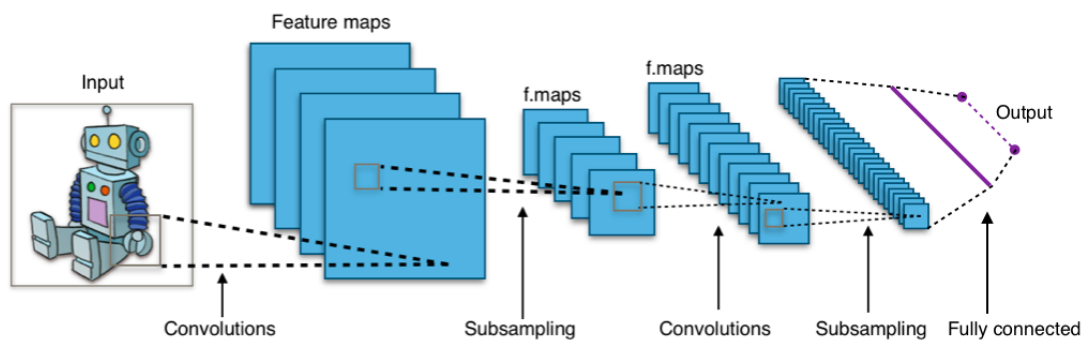 Feature maps
f.maps
f.maps
Input
Output
Convolutions
Subsampling
Convolutions
Subsampling
Fully connected